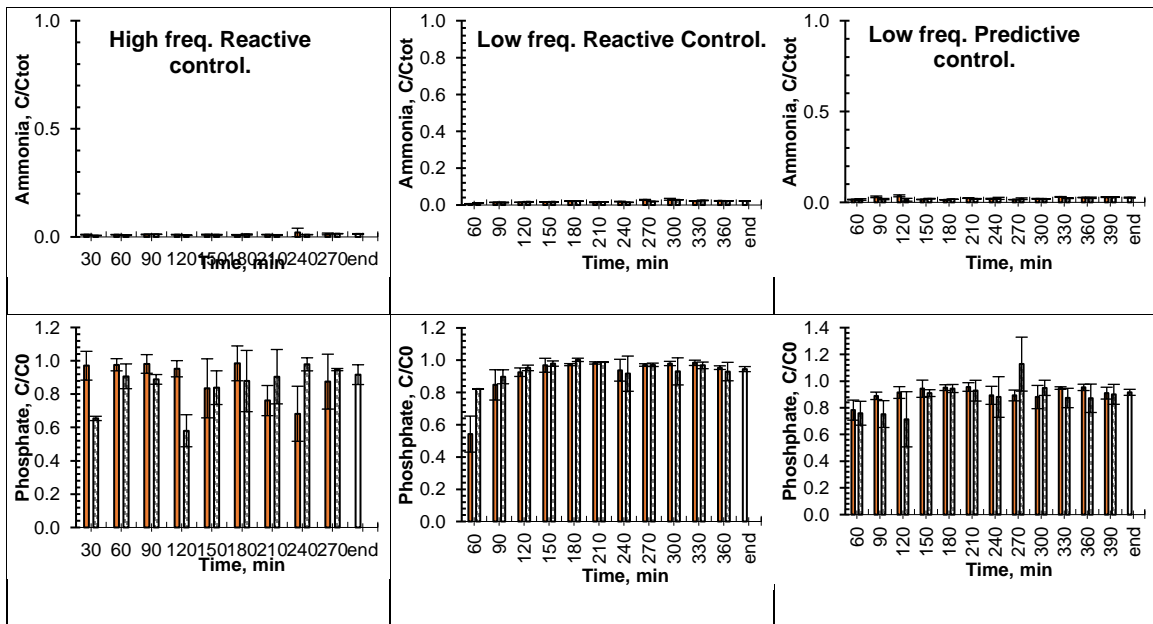 High freq. Reactive
control.
Ammonia, C/Ctot
1.0
0.5
0.0
30 60 90 120 150 180 210 240 270 end
Time, min
Low freq. Reactive Control.
Ammonia, C/Ctot
1.0
0.8
0.6
0.4
0.2
0.0
60 90 120 150 180 210 240 270 300 330 360 end
Time, min
Low freq. Predictive
control.
Ammonia, C/Ctot
1.0
0.8
0.6
0.4
0.2
0.0
60 90 120 150 180 210 240 270 300 330 360 390 end
Time, min
Phosphate, C/C0
1.2
1.0
0.8
0.6
0.4
0.2
0.0
30 60 90 120 150 180 210 240 270 end
Time, min
Phoshphate, C/C0
1.2
1.0
0.8
0.6
0.4
0.2
0.0
60 90 120 150 180 210 240 270 300 330 360 end
Time, min
Phoshphate, C/C0
1.4
1.2
1.0
0.8
0.6
0.4
0.2
0.0
60 90 120 150 180 210 240 270 300 330 360 390 end
Time, min